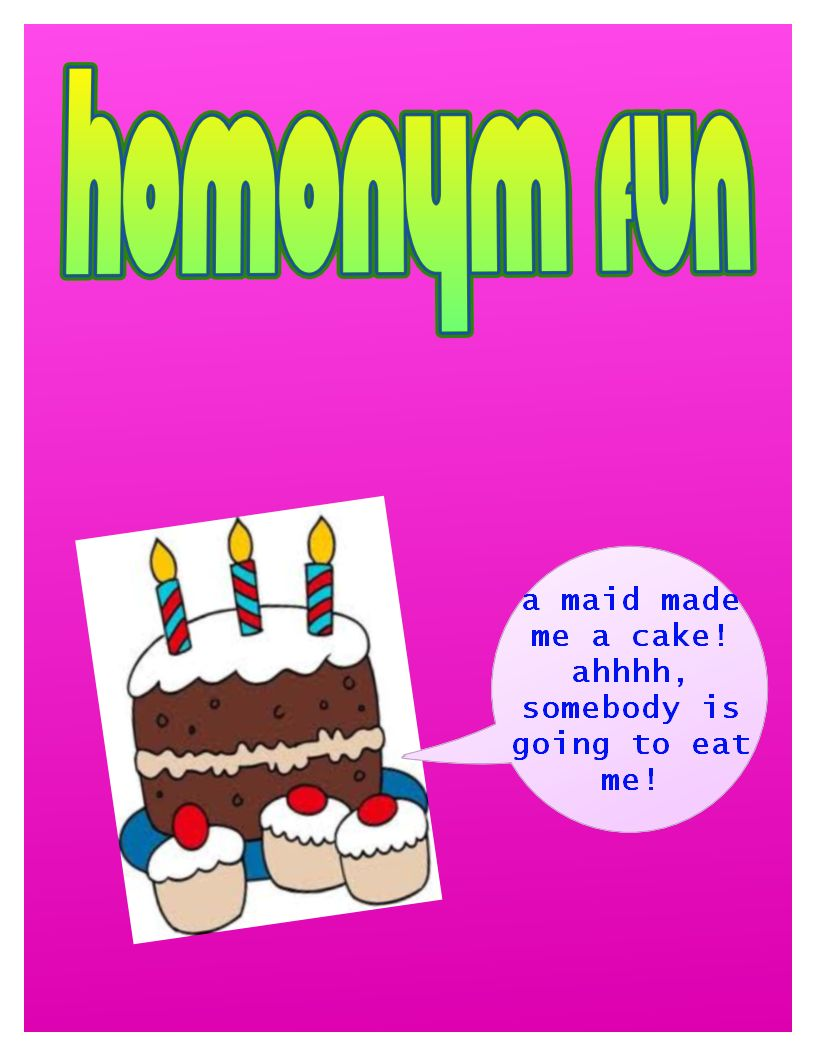 homonym fun
a maid made
me a cake!
ahhhh,
somebody is
going to eat
me!